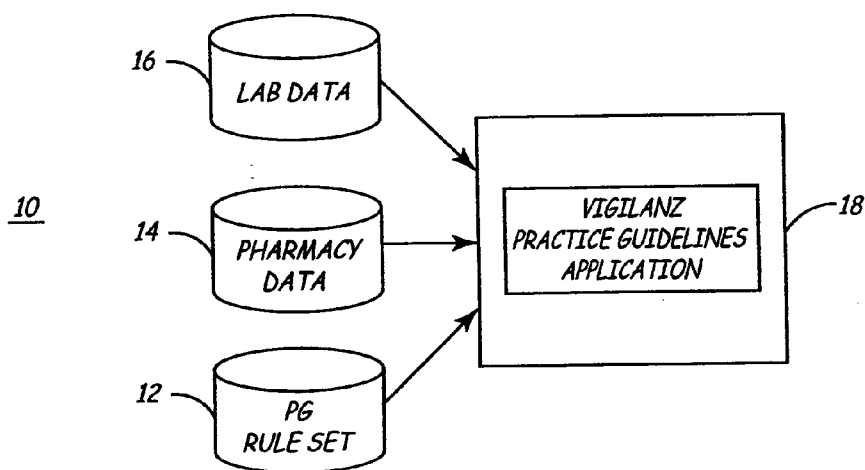 16
LAB DATA
10
14
PHARMACY
DATA
VIGILANZ
PRACTICE GUIDELINES
APPLICATION
18
12
PG
RULE SET